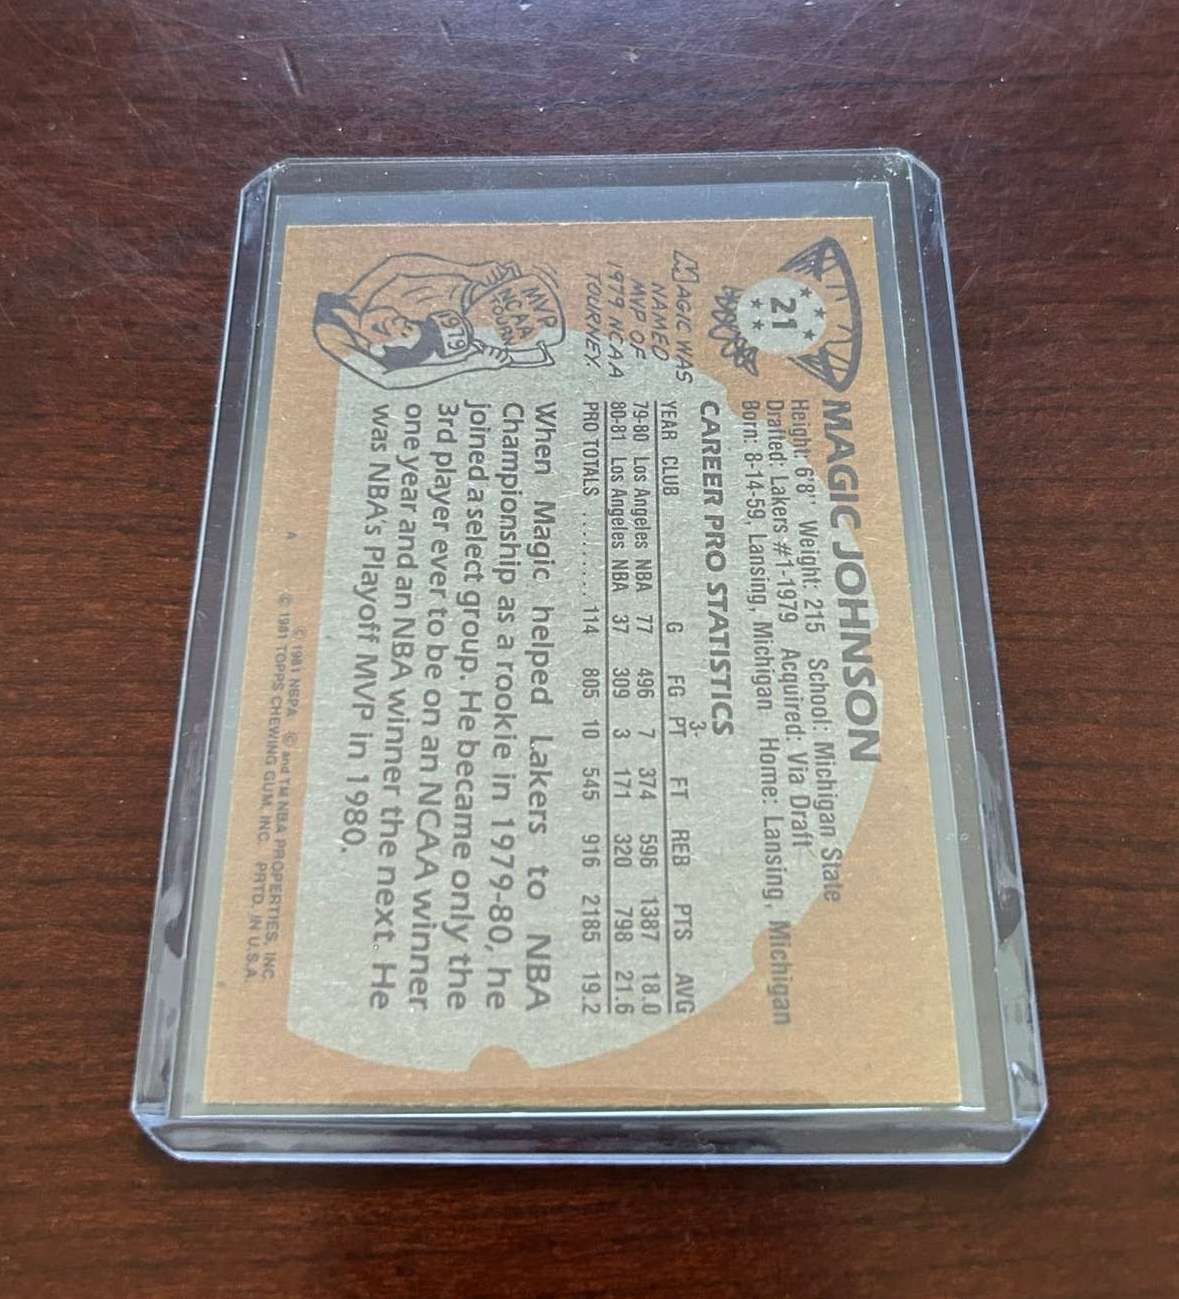 21
MAGIC JOHNSON
Height: 6'8" Weight: 215 School: Michigan State
Drafted: Lakers #1-1979 Acquired: Via Draft
Born: 8-14-59, Lansing, Michigan Home: Lansing, Michigan
CAREER PRO STATISTICS
3-
YEAR CLUB G FG PT FT REB PTS AVG
79-80 Los Angeles NBA 77 496 7 374 596 1387 18.0
80-81 Los Angeles NBA 37 309 3 171 320 798 21.6
PRO TOTALS ......... 114 805 10 545 916 2185 19.2
MAGIC WAS
NAMED
MVP OF
1979 NCAA
TOURNEY.
MVP
NCAA
TOURN
1979
When Magic helped Lakers to NBA
Championship as a rookie in 1979-80, he
joined a select group. He became only the
3rd player ever to be on an NCAA winner
one year and an NBA winner the next. He
was NBA's Playoff MVP in 1980.
A © 1981 NBPA © and TM NBA PROPERTIES, INC.
© 1981 TOPPS CHEWING GUM, INC. PRTD. IN U.S.A.